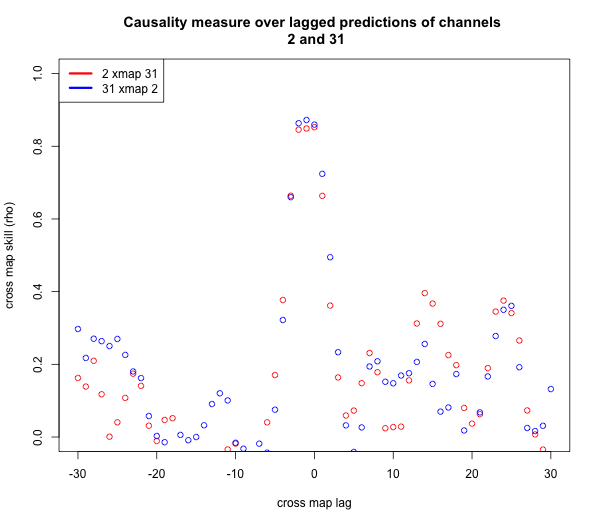 Causality measure over lagged predictions of channels
2 and 31
2 xmap 31
31 xmap 2
cross map skill (rho)
1.0
0.8
0.6
0.4
0.2
0.0
-30 -20 -10 0 10 20 30
cross map lag